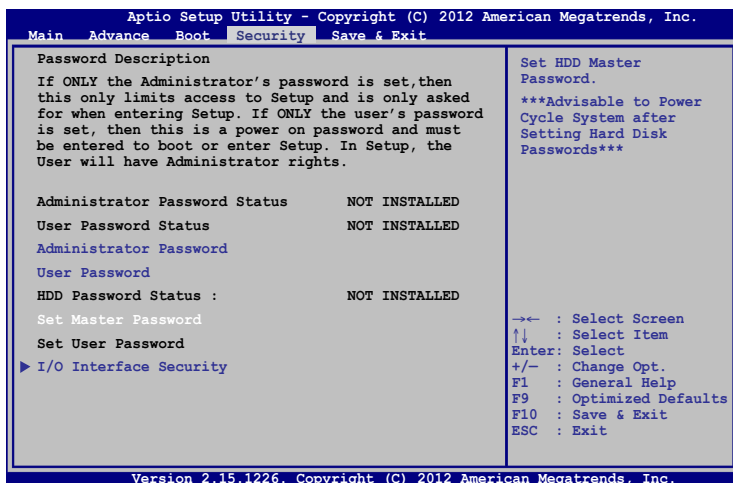 Aptio Setup Utility - Copyright (C) 2012 American Megatrends, Inc.
Main Advance Boot Security Save & Exit
Password Description
If ONLY the Administrator's password is set,then
this only limits access to Setup and is only asked
for when entering Setup. If ONLY the user's password
is set, then this is a power on password and must
be entered to boot or enter Setup. In Setup, the
User will have Administrator rights.
Administrator Password Status NOT INSTALLED
User Password Status NOT INSTALLED
Administrator Password
User Password
HDD Password Status : NOT INSTALLED
Set Master Password
Set User Password
▶ I/O Interface Security
Set HDD Master
Password.
***Advisable to Power
Cycle System after
Setting Hard Disk
Passwords***
→← : Select Screen
↑↓ : Select Item
Enter: Select
+/— : Change Opt.
F1 : General Help
F9 : Optimized Defaults
F10 : Save & Exit
ESC : Exit
Version 2.15.1226. Copyright (C) 2012 American Megatrends, Inc.